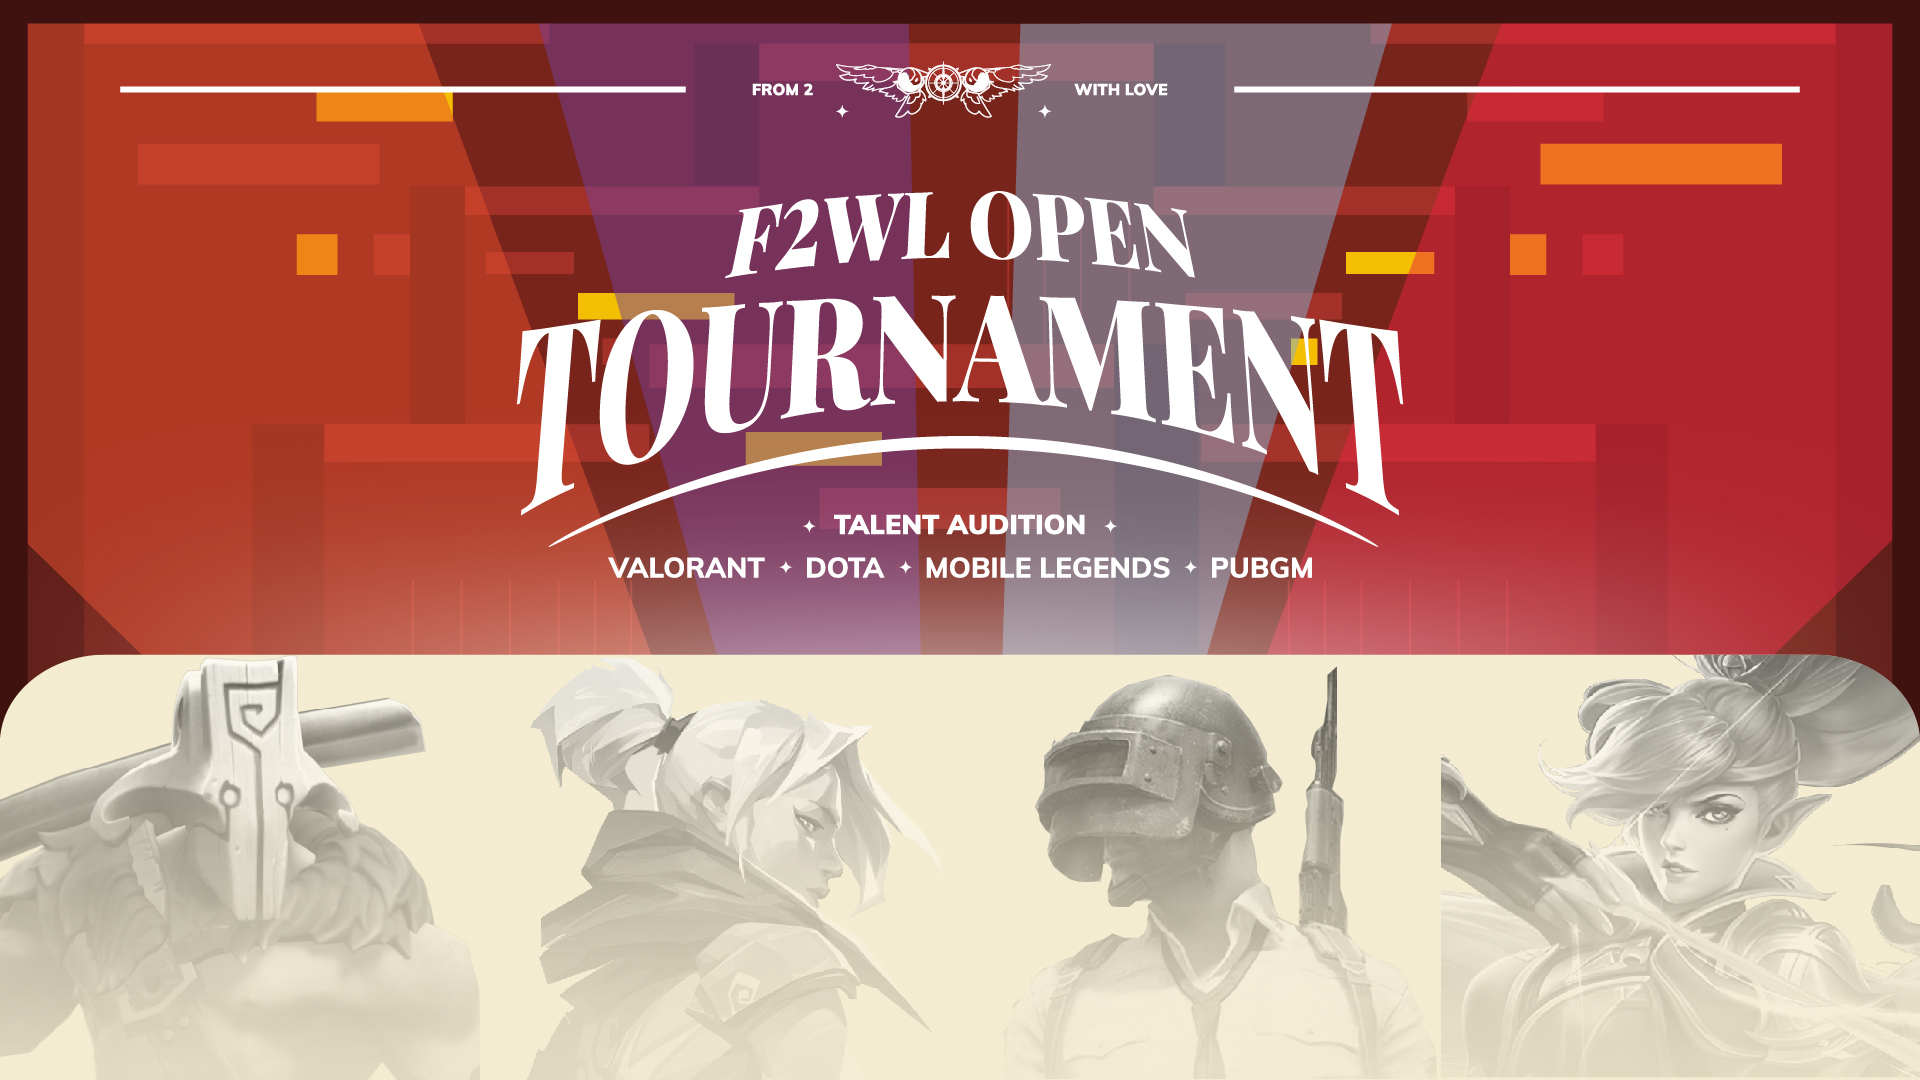 FROM 2 WITH LOVE
F2WL OPEN
TOURNAMENT
TALENT AUDITION
VALORANT ✦ DOTA ✦ MOBILE LEGENDS ✦ PUBGM